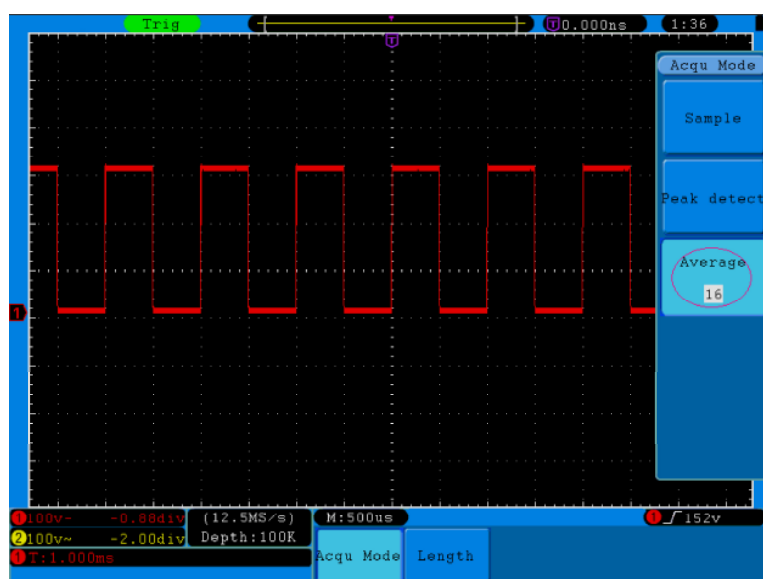 Trig T 0.000ns 1:36
T
Acqu Mode
Sample
Peak detect
Average
16
1
1 100v- -0.88div (12.5MS/s) M:500us 1 152v
2 100v~ -2.00div Depth:100K
1 T:1.000ms Acqu Mode Length